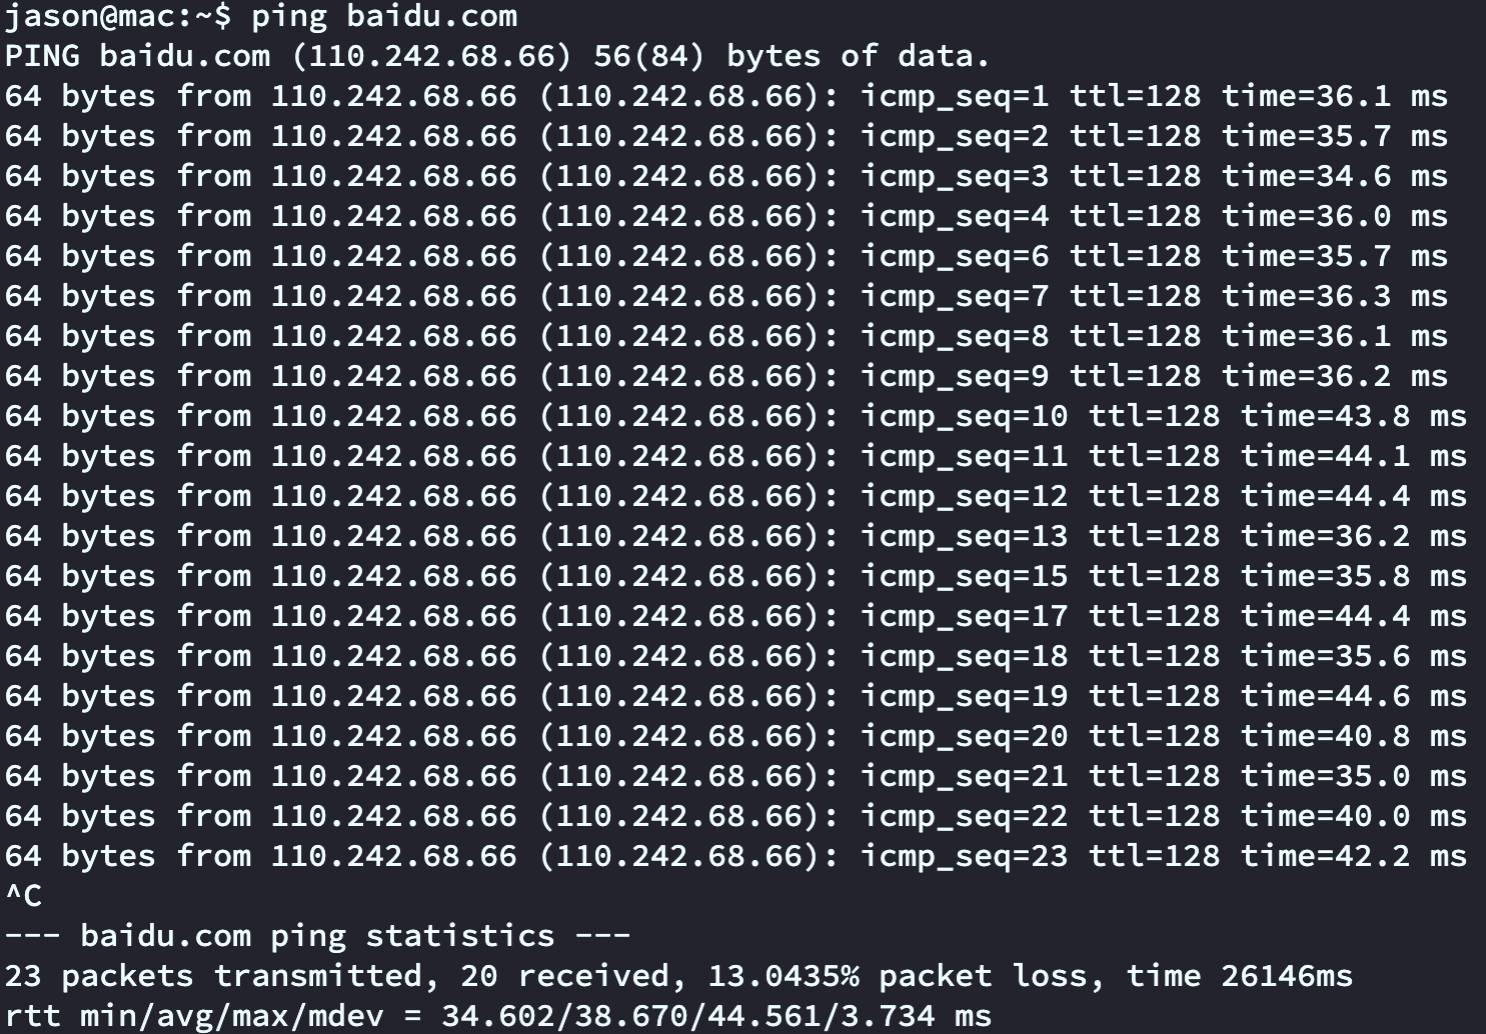 jason@mac:~$ ping baidu.com
PING baidu.com (110.242.68.66) 56(84) bytes of data.
64 bytes from 110.242.68.66 (110.242.68.66): icmp_seq=1 ttl=128 time=36.1 ms
64 bytes from 110.242.68.66 (110.242.68.66): icmp_seq=2 ttl=128 time=35.7 ms
64 bytes from 110.242.68.66 (110.242.68.66): icmp_seq=3 ttl=128 time=34.6 ms
64 bytes from 110.242.68.66 (110.242.68.66): icmp_seq=4 ttl=128 time=36.0 ms
64 bytes from 110.242.68.66 (110.242.68.66): icmp_seq=6 ttl=128 time=35.7 ms
64 bytes from 110.242.68.66 (110.242.68.66): icmp_seq=7 ttl=128 time=36.3 ms
64 bytes from 110.242.68.66 (110.242.68.66): icmp_seq=8 ttl=128 time=36.1 ms
64 bytes from 110.242.68.66 (110.242.68.66): icmp_seq=9 ttl=128 time=36.2 ms
64 bytes from 110.242.68.66 (110.242.68.66): icmp_seq=10 ttl=128 time=43.8 ms
64 bytes from 110.242.68.66 (110.242.68.66): icmp_seq=11 ttl=128 time=44.1 ms
64 bytes from 110.242.68.66 (110.242.68.66): icmp_seq=12 ttl=128 time=44.4 ms
64 bytes from 110.242.68.66 (110.242.68.66): icmp_seq=13 ttl=128 time=36.2 ms
64 bytes from 110.242.68.66 (110.242.68.66): icmp_seq=15 ttl=128 time=35.8 ms
64 bytes from 110.242.68.66 (110.242.68.66): icmp_seq=17 ttl=128 time=44.4 ms
64 bytes from 110.242.68.66 (110.242.68.66): icmp_seq=18 ttl=128 time=35.6 ms
64 bytes from 110.242.68.66 (110.242.68.66): icmp_seq=19 ttl=128 time=44.6 ms
64 bytes from 110.242.68.66 (110.242.68.66): icmp_seq=20 ttl=128 time=40.8 ms
64 bytes from 110.242.68.66 (110.242.68.66): icmp_seq=21 ttl=128 time=35.0 ms
64 bytes from 110.242.68.66 (110.242.68.66): icmp_seq=22 ttl=128 time=40.0 ms
64 bytes from 110.242.68.66 (110.242.68.66): icmp_seq=23 ttl=128 time=42.2 ms
^C
--- baidu.com ping statistics ---
23 packets transmitted, 20 received, 13.0435% packet loss, time 26146ms
rtt min/avg/max/mdev = 34.602/38.670/44.561/3.734 ms